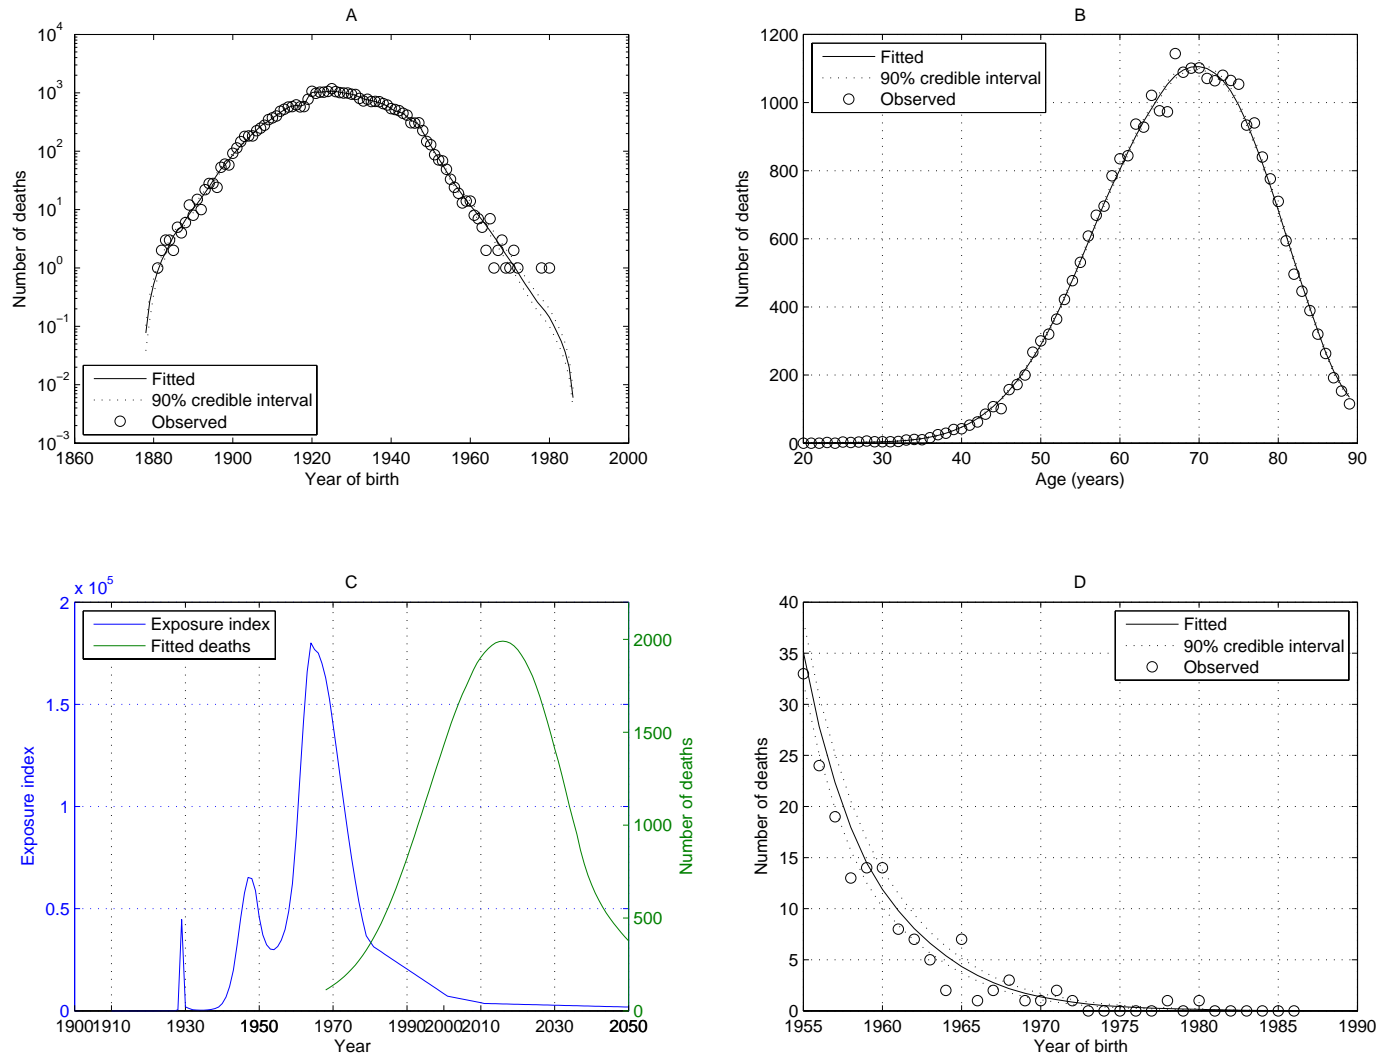 A
10^4
10^3
10^2
10^1
10^0
10^-1
10^-2
10^-3
Number of deaths
Fitted
90% credible interval
Observed
1860 1880 1900 1920 1940 1960 1980 2000
Year of birth
B
1200
1000
800
600
400
200
0
Number of deaths
Fitted
90% credible interval
Observed
20 30 40 50 60 70 80 90
Age (years)
C
x 10^5
2
1.5
1
0.5
0
Exposure index
Exposure index
Fitted deaths
2000
1500
1000
500
0
Number of deaths
1900 1910 1930 1950 1970 1990 2000 2010 2030 2050
Year
D
40
35
30
25
20
15
10
5
0
Number of deaths
Fitted
90% credible interval
Observed
1955 1960 1965 1970 1975 1980 1985 1990
Year of birth